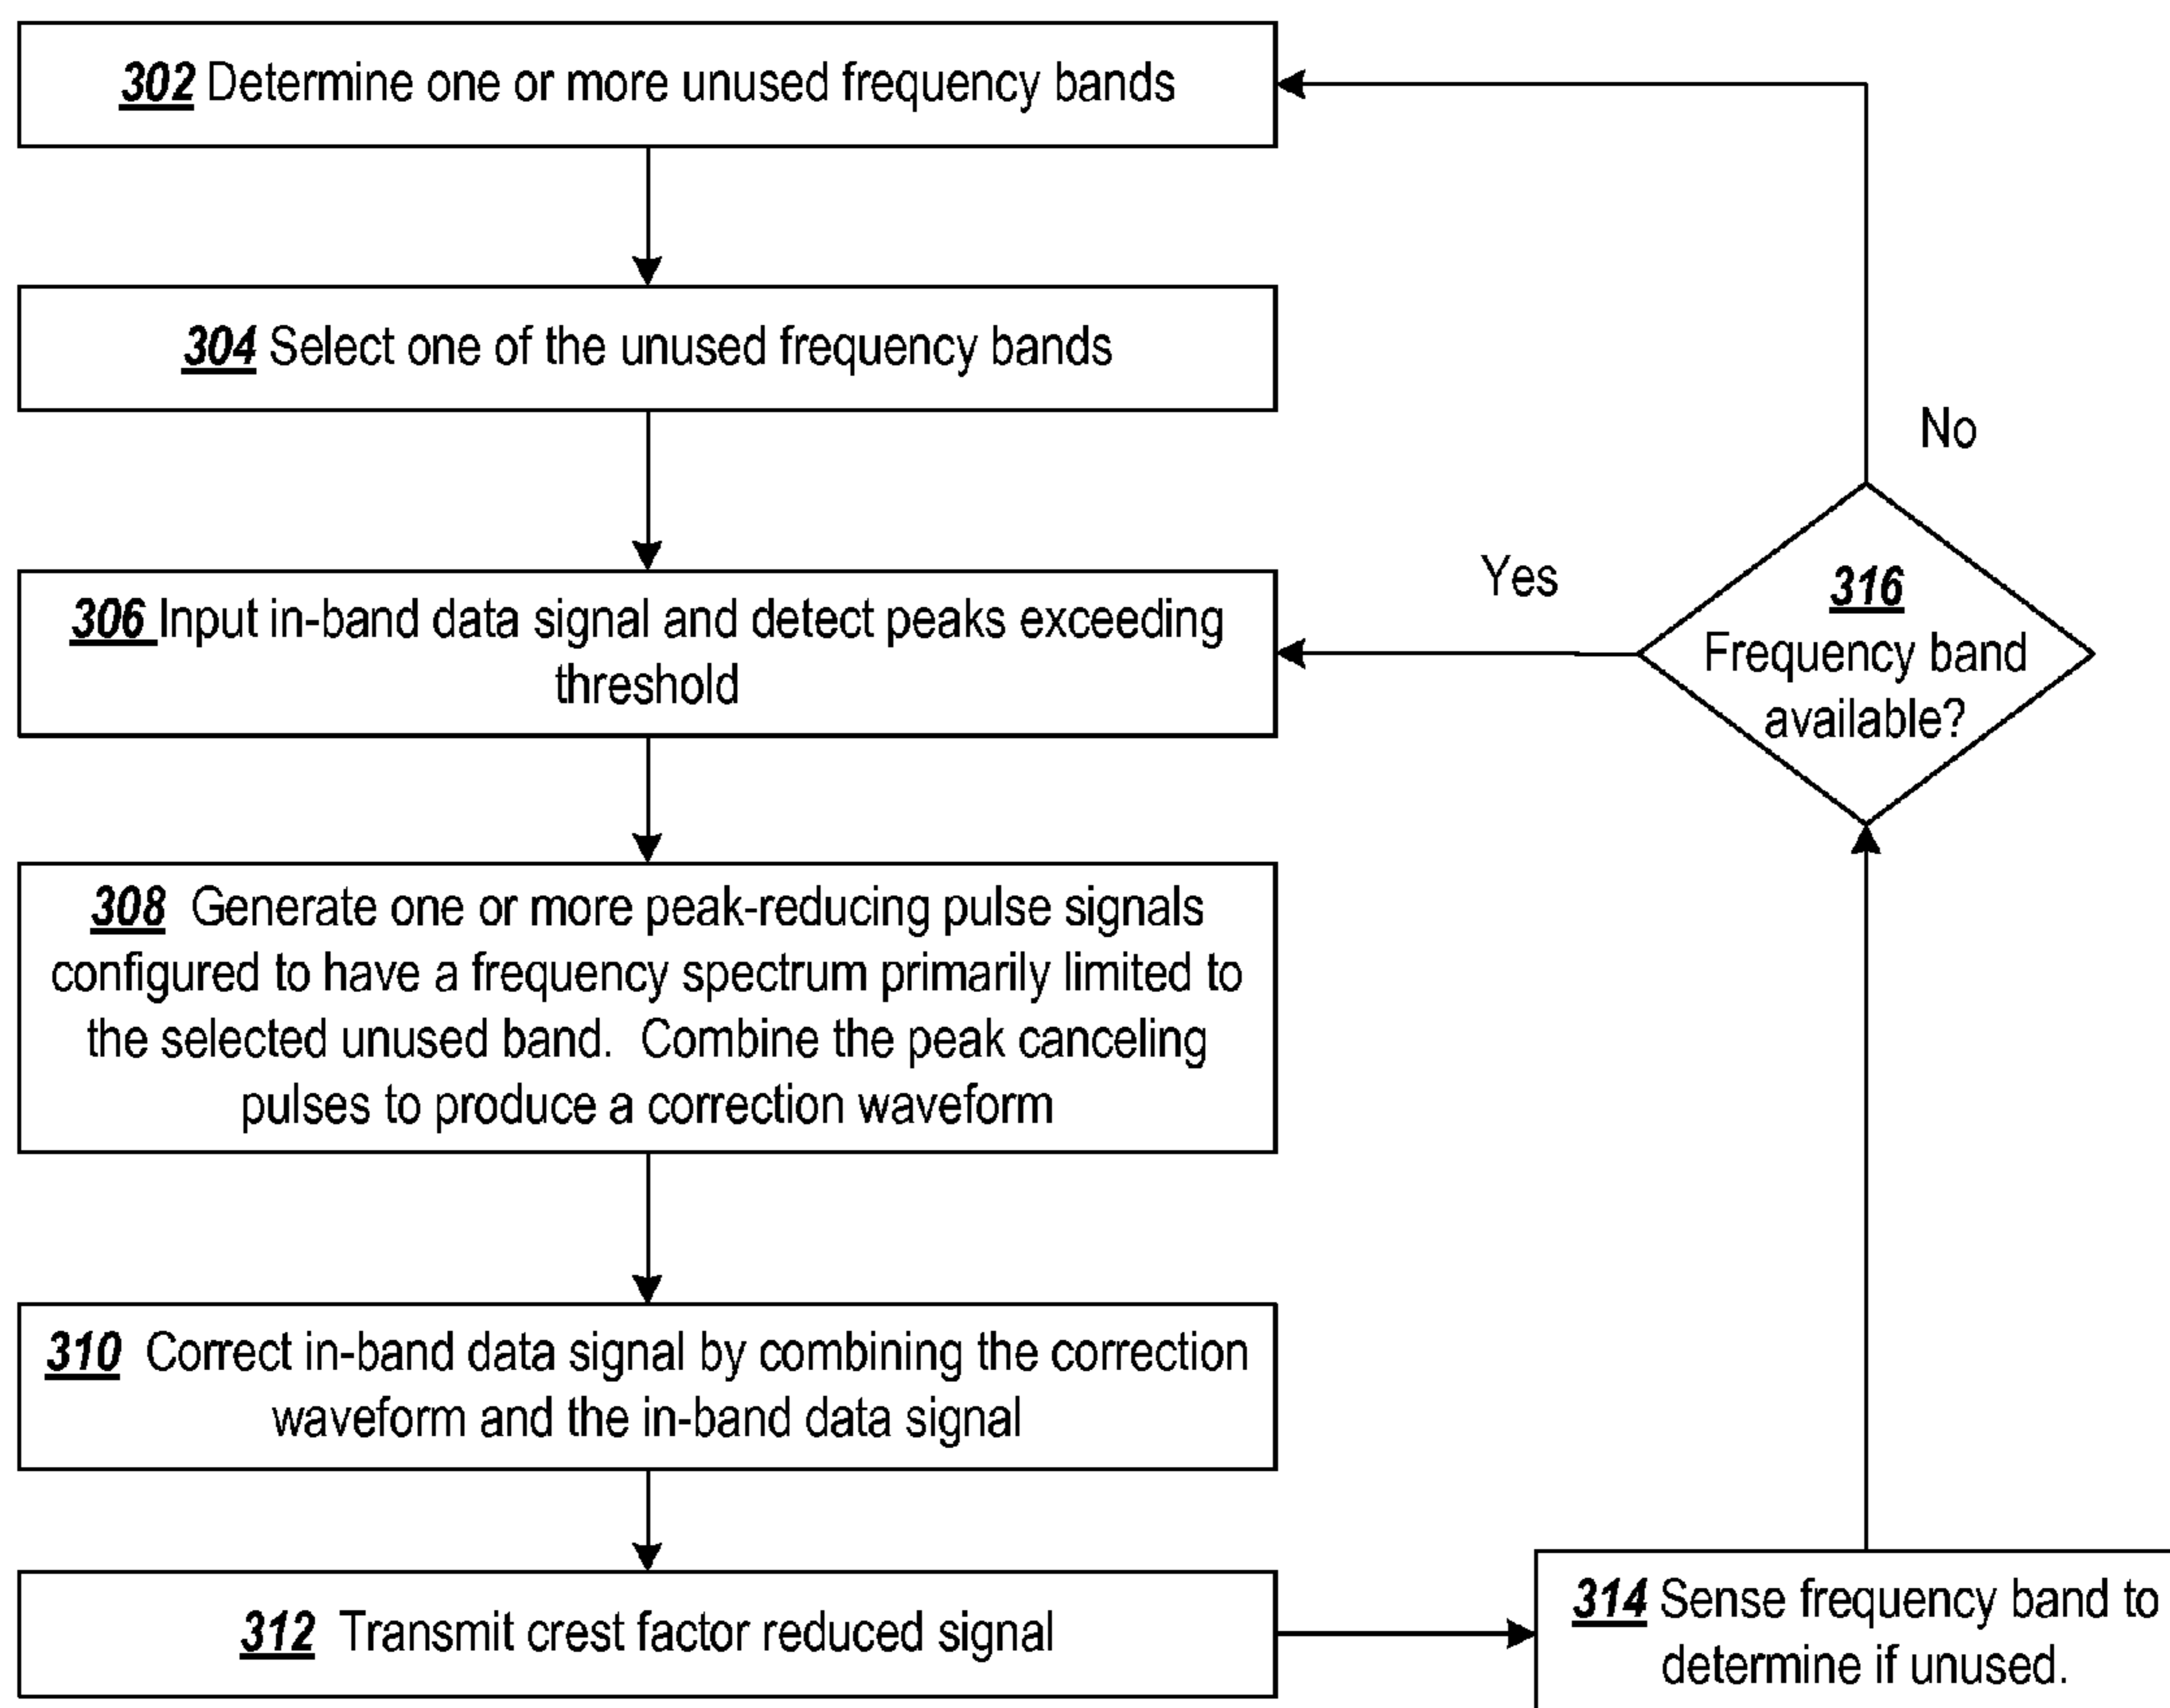 302 Determine one or more unused frequency bands
304 Select one of the unused frequency bands
No
Yes
306 Input in-band data signal and detect peaks exceeding
threshold
316
Frequency band
available?
308 Generate one or more peak-reducing pulse signals
configured to have a frequency spectrum primarily limited to
the selected unused band. Combine the peak canceling
pulses to produce a correction waveform
310 Correct in-band data signal by combining the correction
waveform and the in-band data signal
312 Transmit crest factor reduced signal
314 Sense frequency band to
determine if unused.